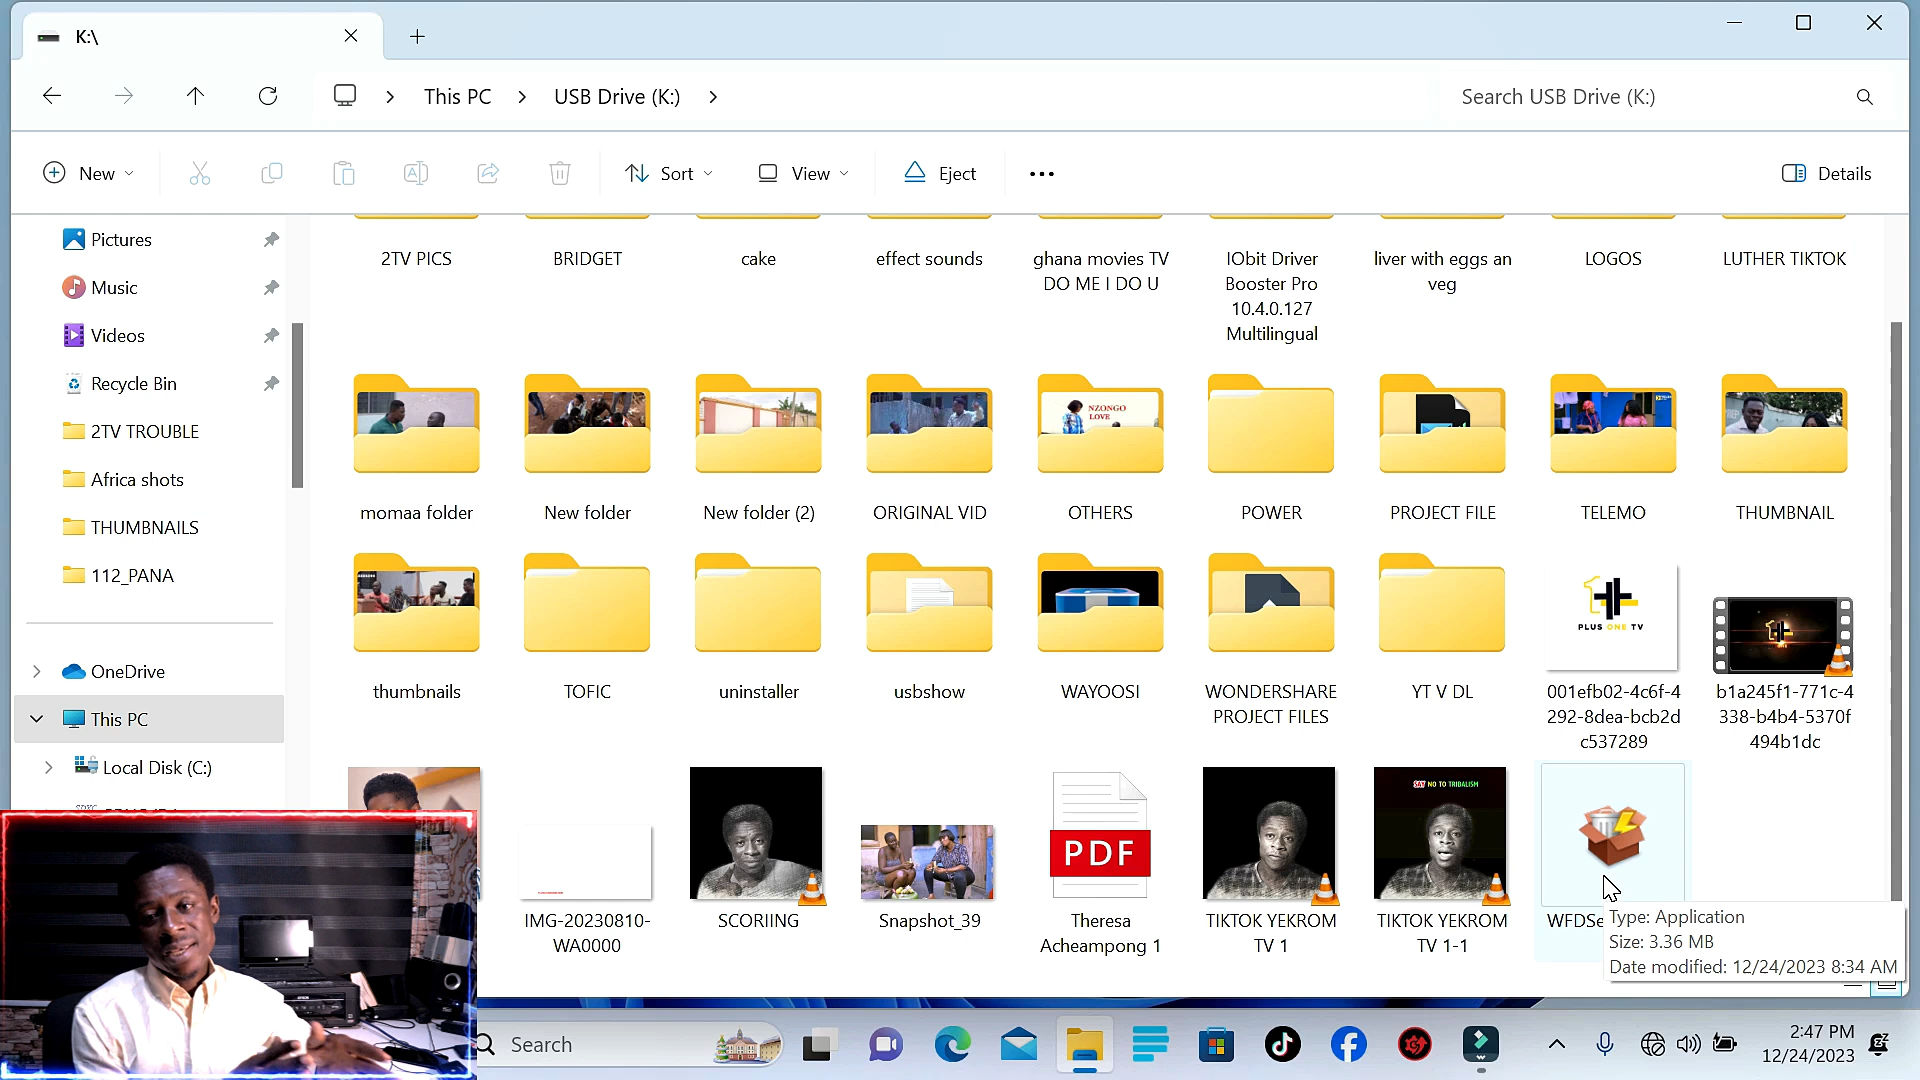 K:\
This PC
USB Drive (K:)
Search USB Drive (K:)
New
Sort
View
Eject
Details
Pictures
Music
Videos
Recycle Bin
2TV TROUBLE
Africa shots
THUMBNAILS
112_PANA
OneDrive
This PC
Local Disk (C:)
2TV PICS
BRIDGET
cake
effect sounds
ghana movies TV
DO ME I DO U
IObit Driver
Booster Pro
10.4.0.127
Multilingual
liver with eggs an
veg
LOGOS
LUTHER TIKTOK
NZONGO
LOVE
momaa folder
New folder
New folder (2)
ORIGINAL VID
OTHERS
POWER
PROJECT FILE
TELEMO
THUMBNAIL
PLUS ONE TV
thumbnails
TOFIC
uninstaller
usbshow
WAYOOSI
WONDERSHARE
PROJECT FILES
YT V DL
001efb02-4c6f-4
292-8dea-bcb2d
c537289
b1a245f1-771c-4
338-b4b4-5370f
494b1dc
PDF
SAY NO TO TRIBALISM
IMG-20230810-
WA0000
SCORIING
Snapshot_39
Theresa
Acheampong 1
TIKTOK YEKROM
TV 1
TIKTOK YEKROM
TV 1-1
WFDSe
Type: Application
Size: 3.36 MB
Date modified: 12/24/2023 8:34 AM
Search
2:47 PM
12/24/2023